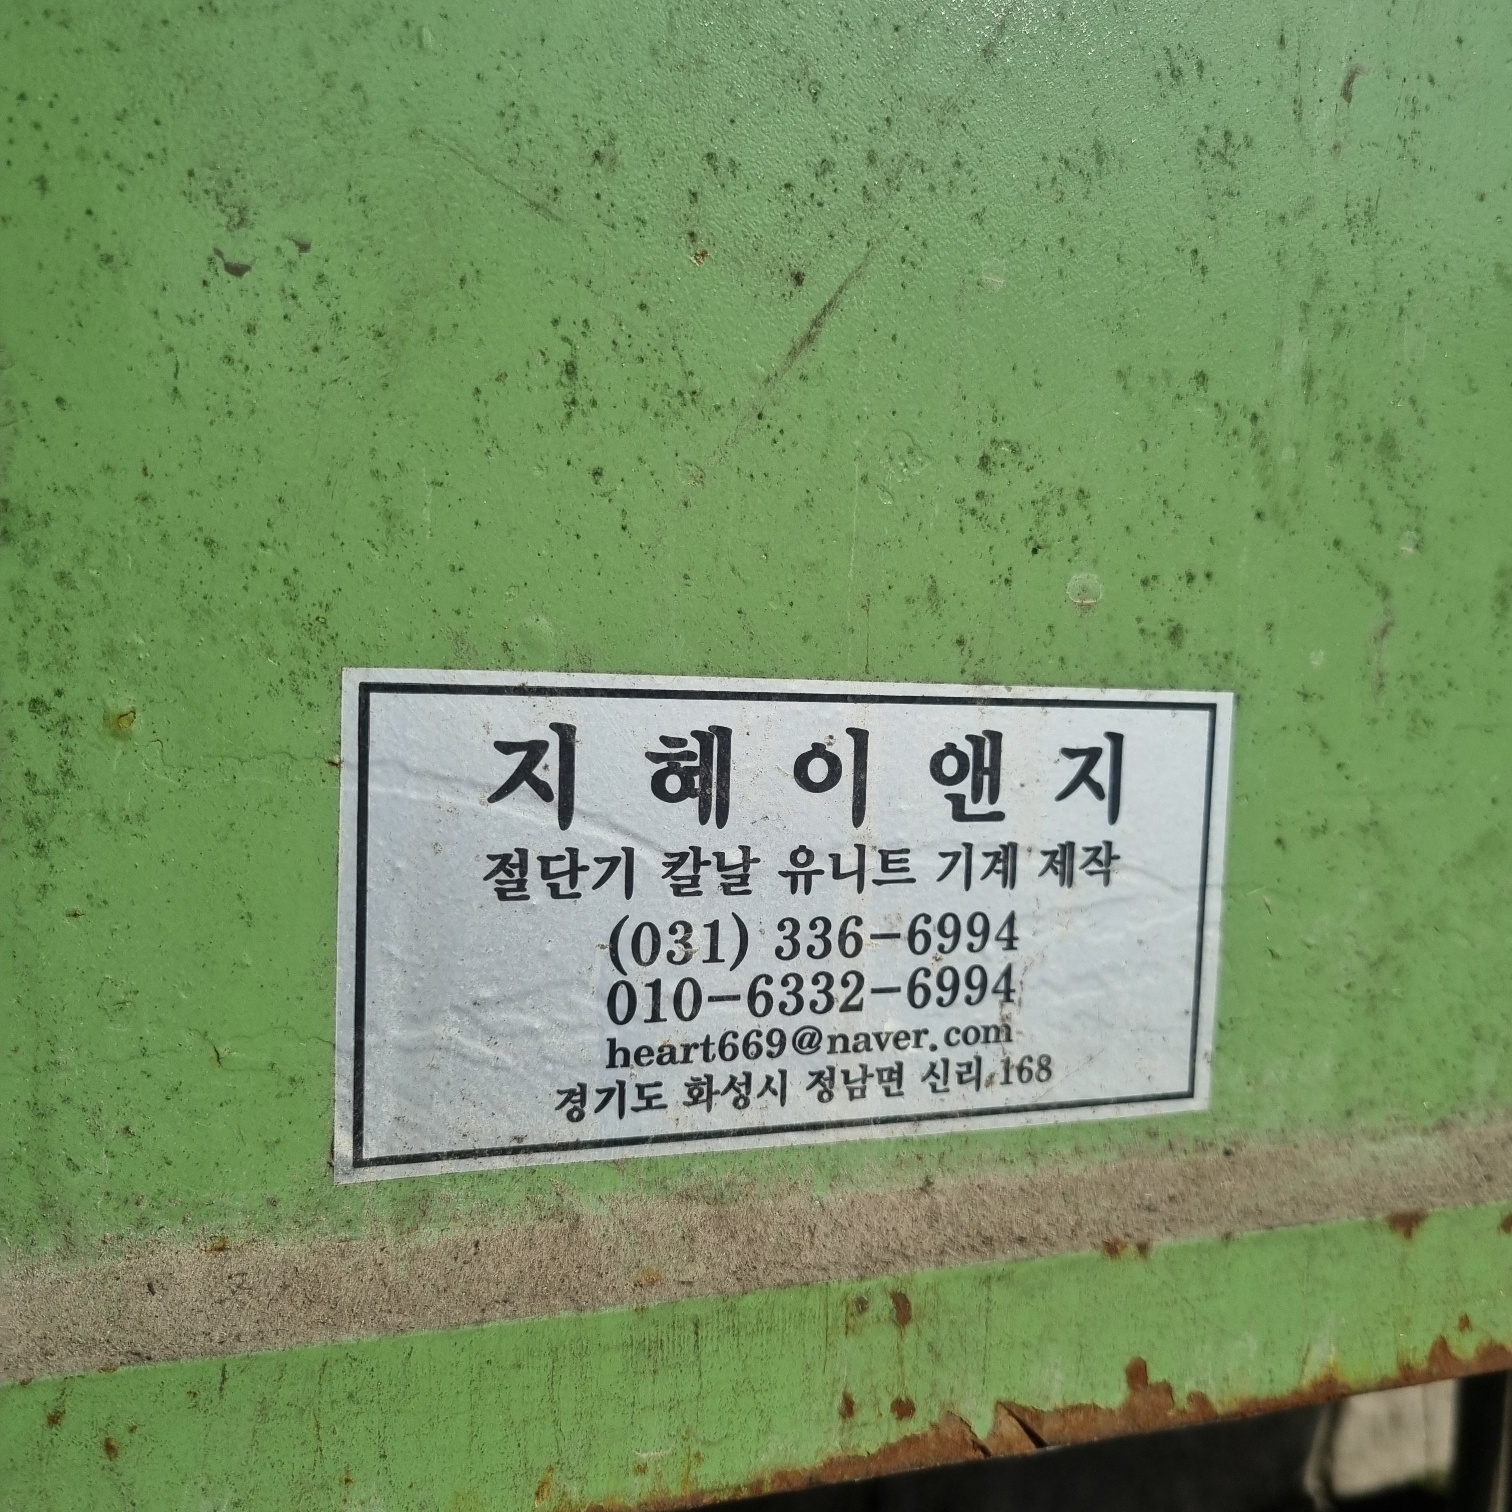 지혜이앤지
절단기 칼날 유니트 기계 제작
(031) 336-6994
010-6332-6994
heart669@naver.com
경기도 화성시 정남면 신리 168